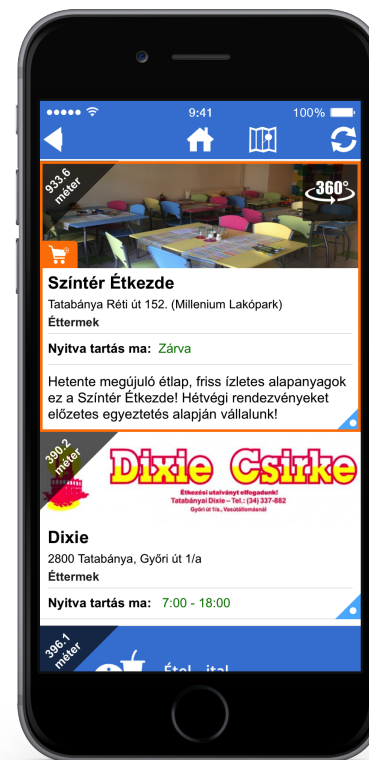 9:41
100%
933.6
méter
360°
Színtér Étkezde
Tatabánya Réti út 152. (Millenium Lakópark)
Éttermek
Nyitva tartás ma: Zárva
Hetente megújuló étlap, friss ízletes alapanyagok
ez a Színtér Étkezde! Hétvégi rendezvényeket
előzetes egyeztetés alapján vállalunk!
390.2
méter
Dixie Csirke
Étkezési utalványt elfogadunk!
Tatabányai Dixie – Tel.: (34) 337-882
Győri út 1/a., Vasútállomásnál
Dixie
2800 Tatabánya, Győri út 1/a
Éttermek
Nyitva tartás ma: 7:00 - 18:00
396.1
méter
Étel, ital